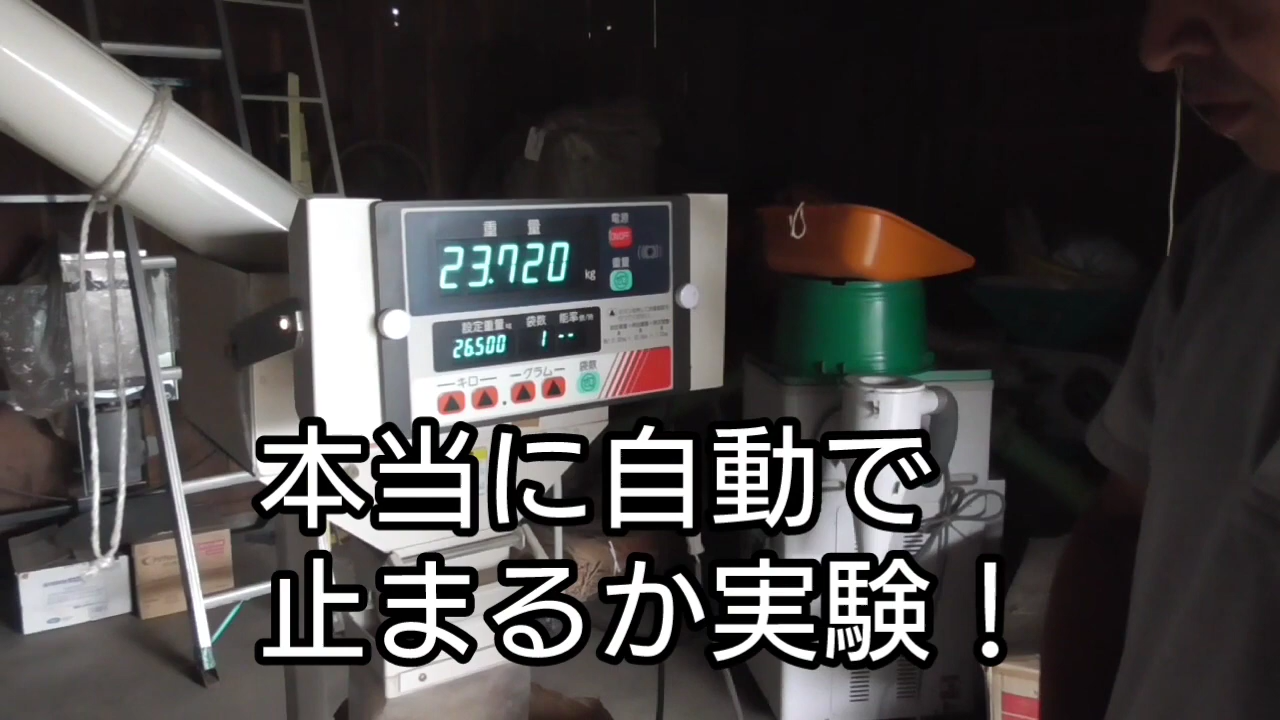 重量
電源
23.720 kg
重量
設定重量kg 袋数 能率
26.500 1 --
キロ グラム 袋数
本当に自動で
止まるか実験！